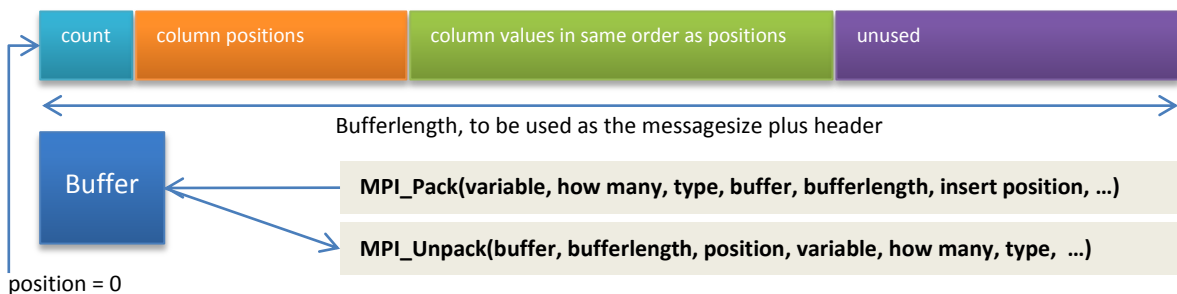 count
column positions
column values in same order as positions
unused
Bufferlength, to be used as the messagesize plus header
Buffer
MPI_Pack(variable, how many, type, buffer, bufferlength, insert position, …)
MPI_Unpack(buffer, bufferlength, position, variable, how many, type,  …)
position = 0